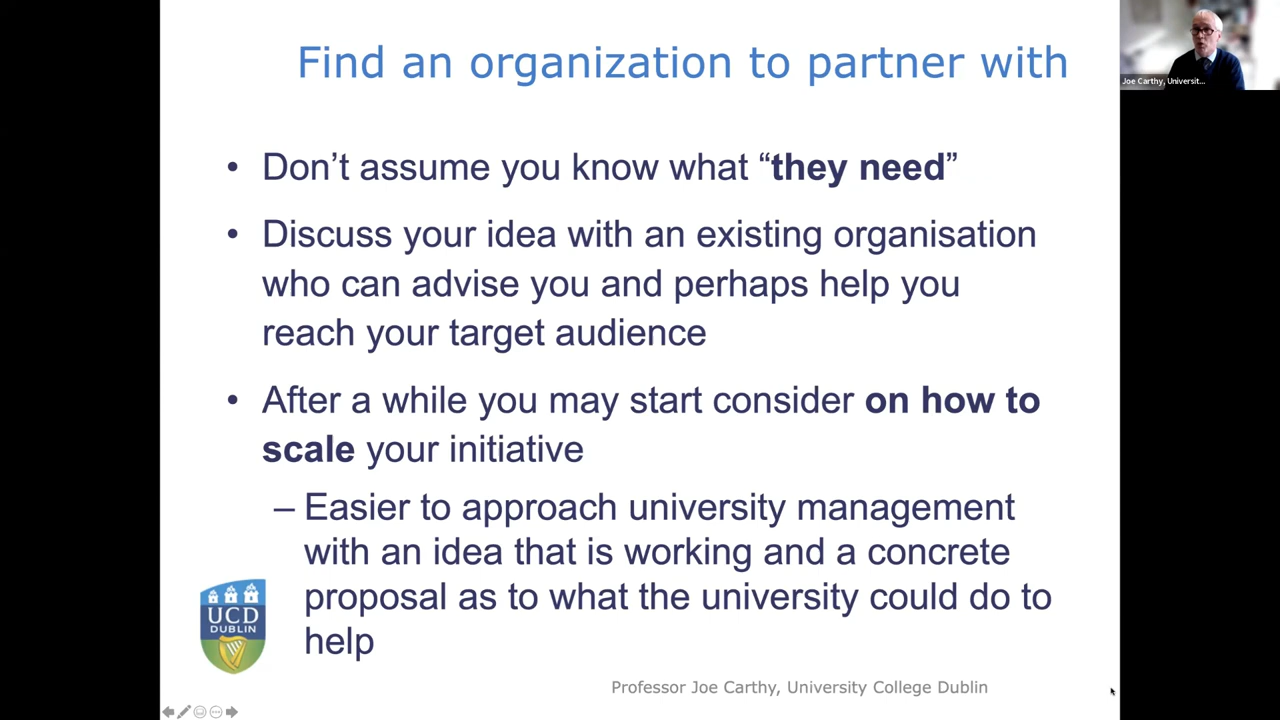 Find an organization to partner with
Joe Carthy, Universit...
• Don’t assume you know what “they need”
• Discuss your idea with an existing organisation
who can advise you and perhaps help you
reach your target audience
• After a while you may start consider on how to
scale your initiative
– Easier to approach university management
with an idea that is working and a concrete
proposal as to what the university could do to
help
UCD
DUBLIN
Professor Joe Carthy, University College Dublin